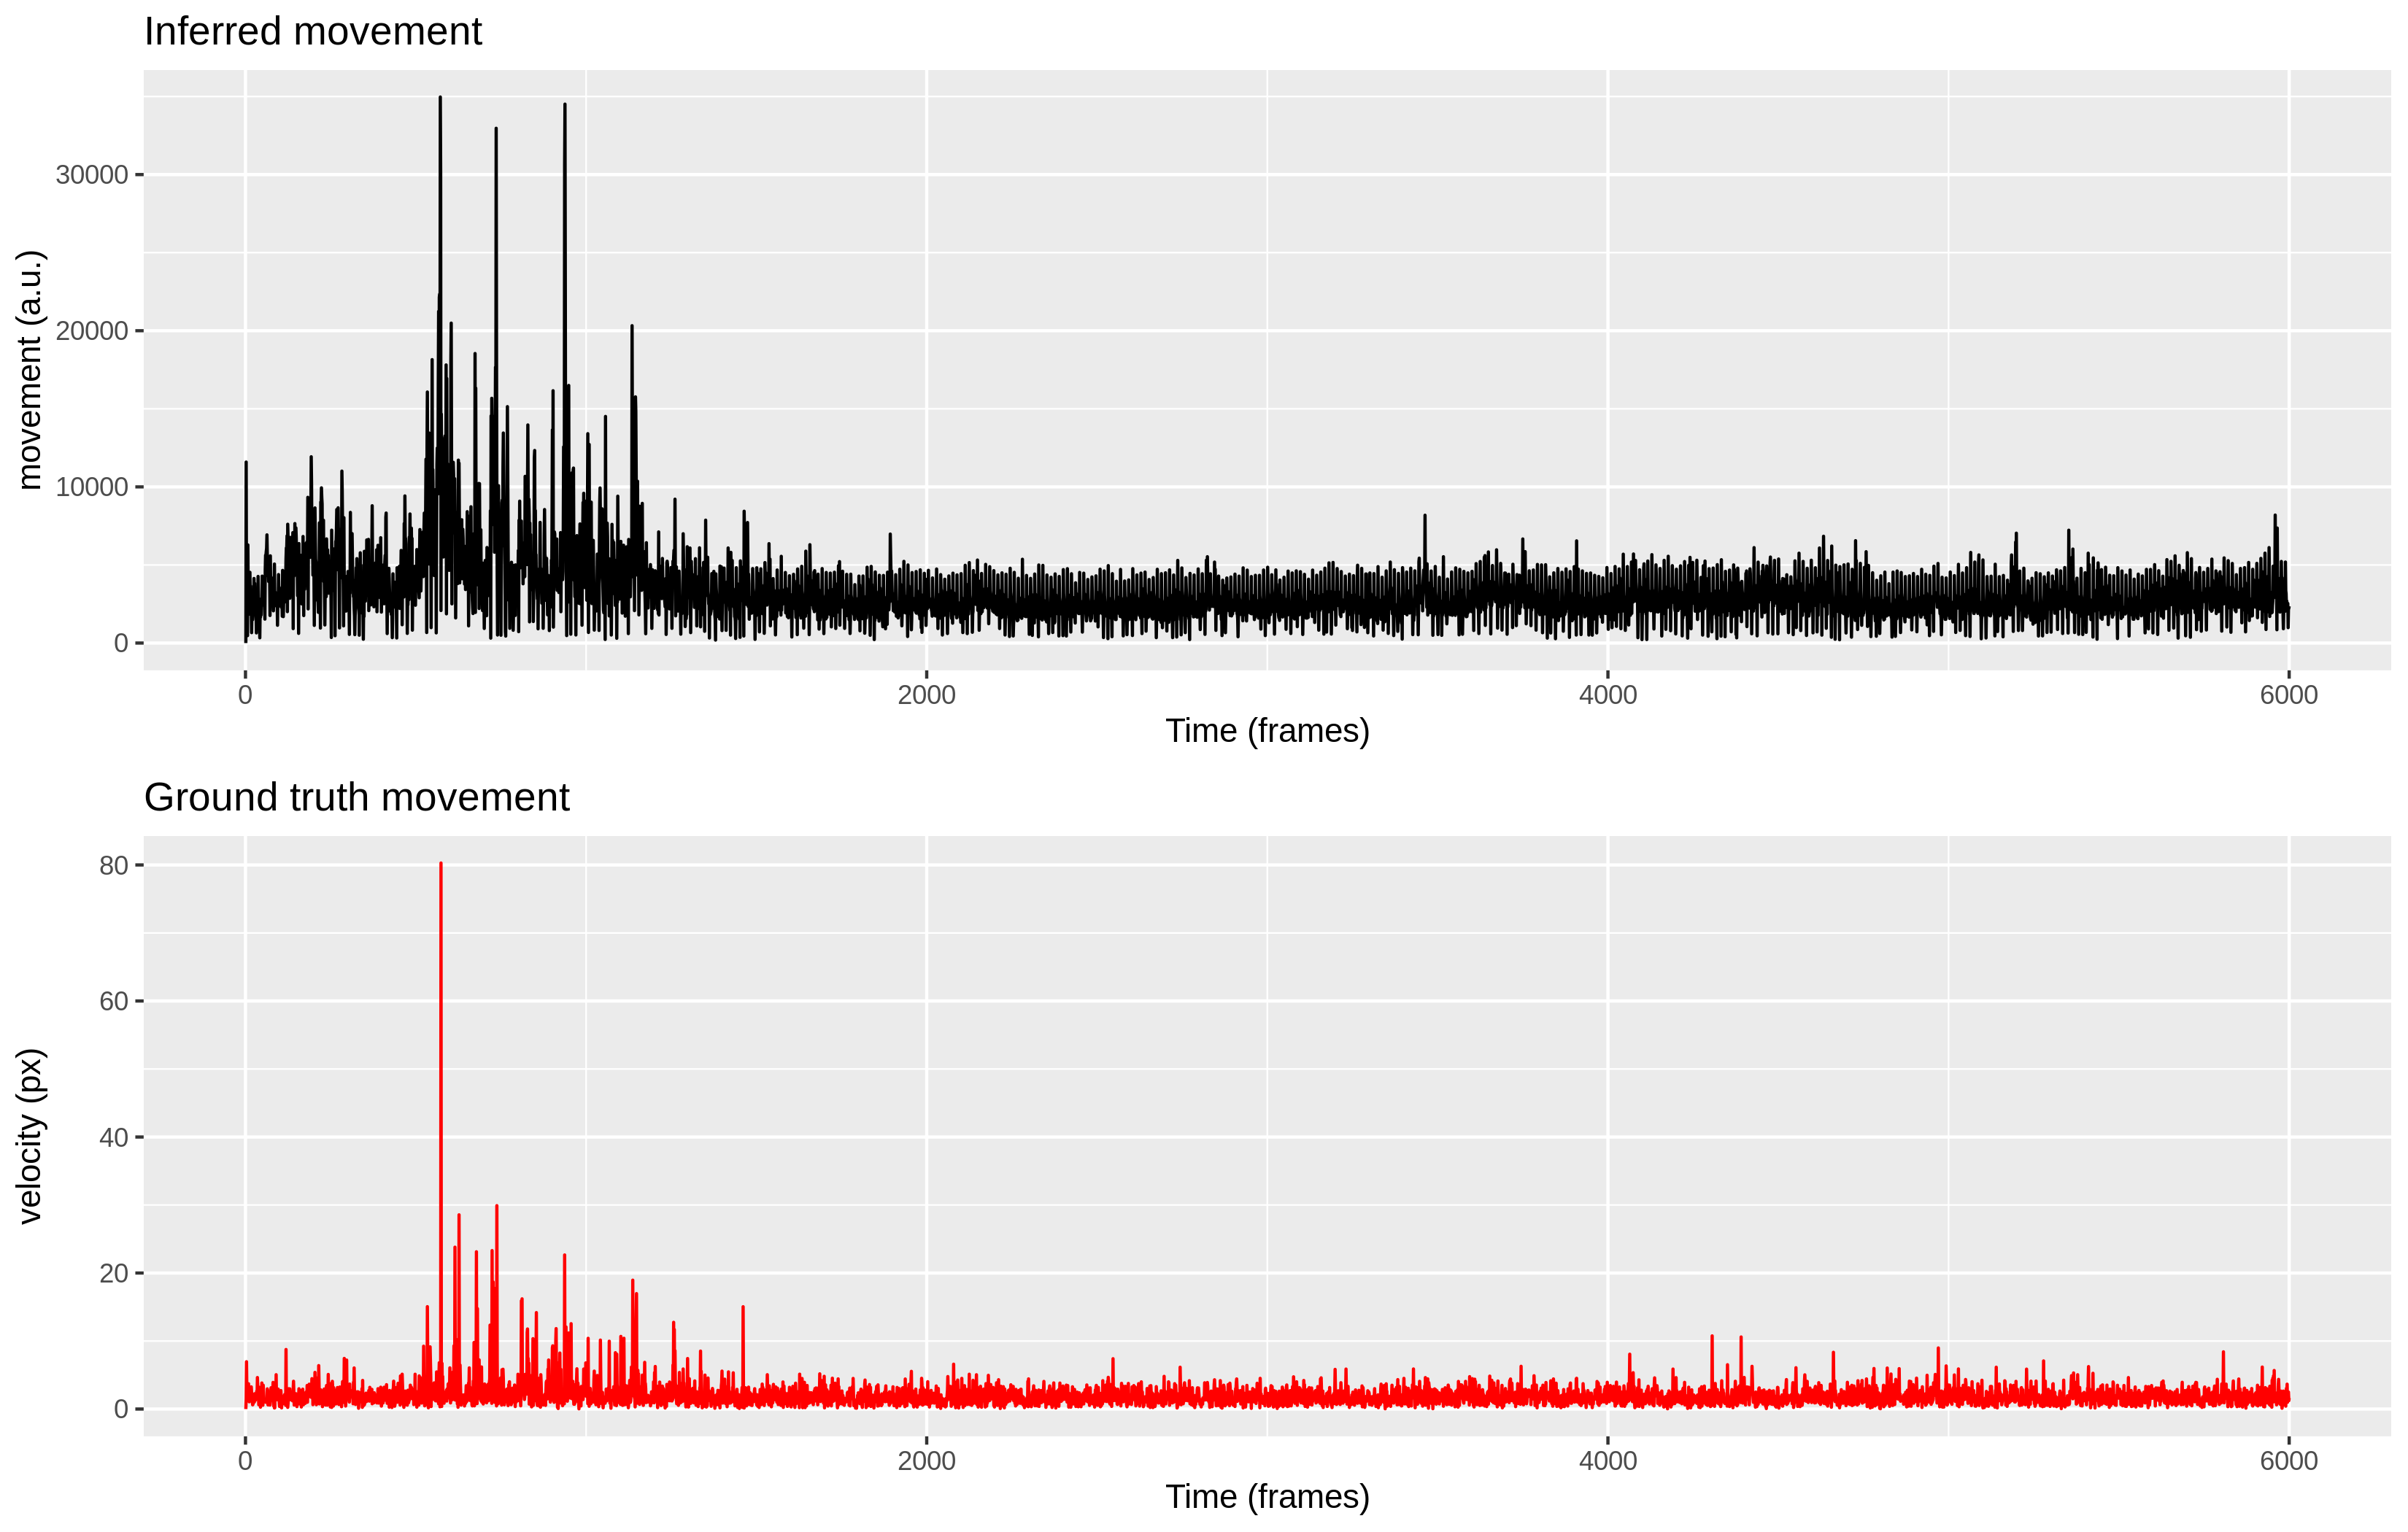 Inferred movement
movement (a.u.)
30000
20000
10000
0
0 2000 4000 6000
Time (frames)
Ground truth movement
velocity (px)
80
60
40
20
0
0 2000 4000 6000
Time (frames)